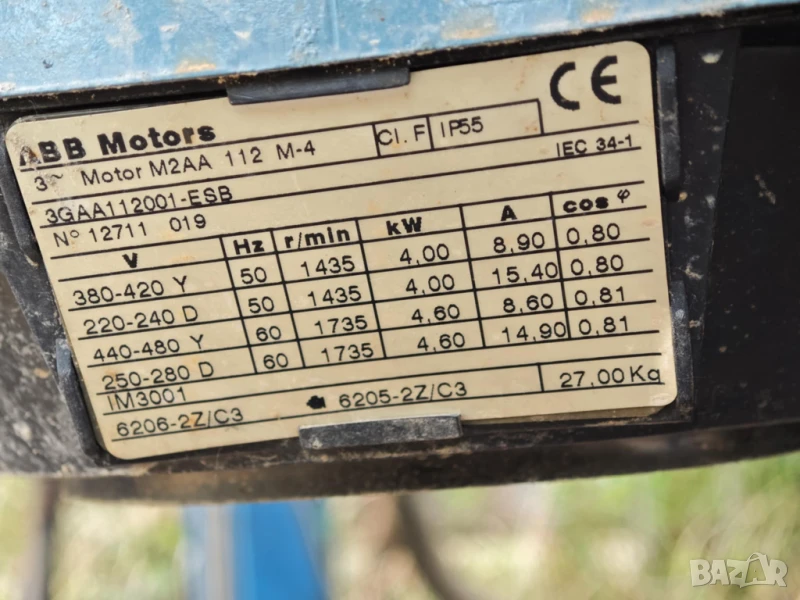 ABB Motors
CE
3~ Motor M2AA 112 M-4 Cl. F IP55
IEC 34-1
3GAA112001-ESB
Nº 12711 019
V Hz r/min kW A cos φ
380-420 Y 50 1435 4,00 8,90 0,80
220-240 D 50 1435 4,00 15,40 0,80
440-480 Y 60 1735 4,60 8,60 0,81
250-280 D 60 1735 4,60 14,90 0,81
IM3001
6206-2Z/C3 6205-2Z/C3 27,00Kg
BAZAR